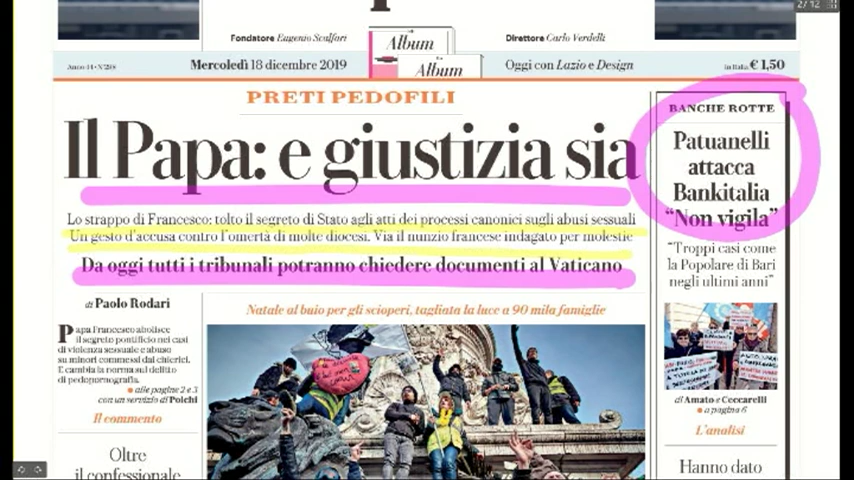 2/12
Fondatore Eugenio Scalfari
Album
Album
Direttore Carlo Verdelli
Mercoledì 18 dicembre 2019
Oggi con Lazio e Design
in Italia € 1,50
PRETI PEDOFILI
Il Papa: e giustizia sia
Lo strappo di Francesco: tolto il segreto di Stato agli atti dei processi canonici sugli abusi sessuali
Un gesto d'accusa contro l'omertà di molte diocesi. Via il nunzio francese indagato per molestie
Da oggi tutti i tribunali potranno chiedere documenti al Vaticano
di Paolo Rodari
Papa Francesco abolisce
il segreto pontificio nei casi
di violenza sessuale e abuso
su minori commessi dai chierici.
E cambia la norma sul delitto
di pedopornografia.
alle pagine 2 e 3
con un servizio di Polchi
Il commento
Oltre
il confessionale
Natale al buio per gli scioperi, tagliata la luce a 90 mila famiglie
BANCHE ROTTE
Patuanelli
attacca
Bankitalia
“Non vigila”
“Troppi casi come
la Popolare di Bari
negli ultimi anni”
di Amato e Ceccarelli
a pagina 6
L'analisi
Hanno dato